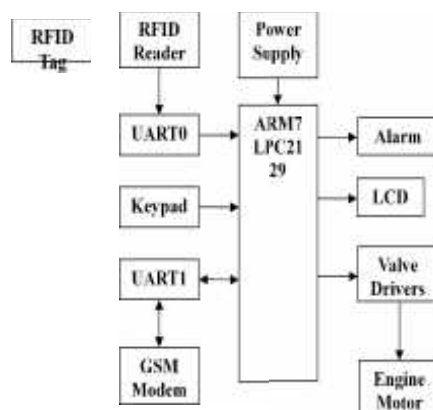 RFID
Tag
RFID
Reader
Power
Supply
UART0
ARM7
LPC21
29
Alarm
Keypad
LCD
UART1
Valve
Drivers
GSM
Modem
Engine
Motor